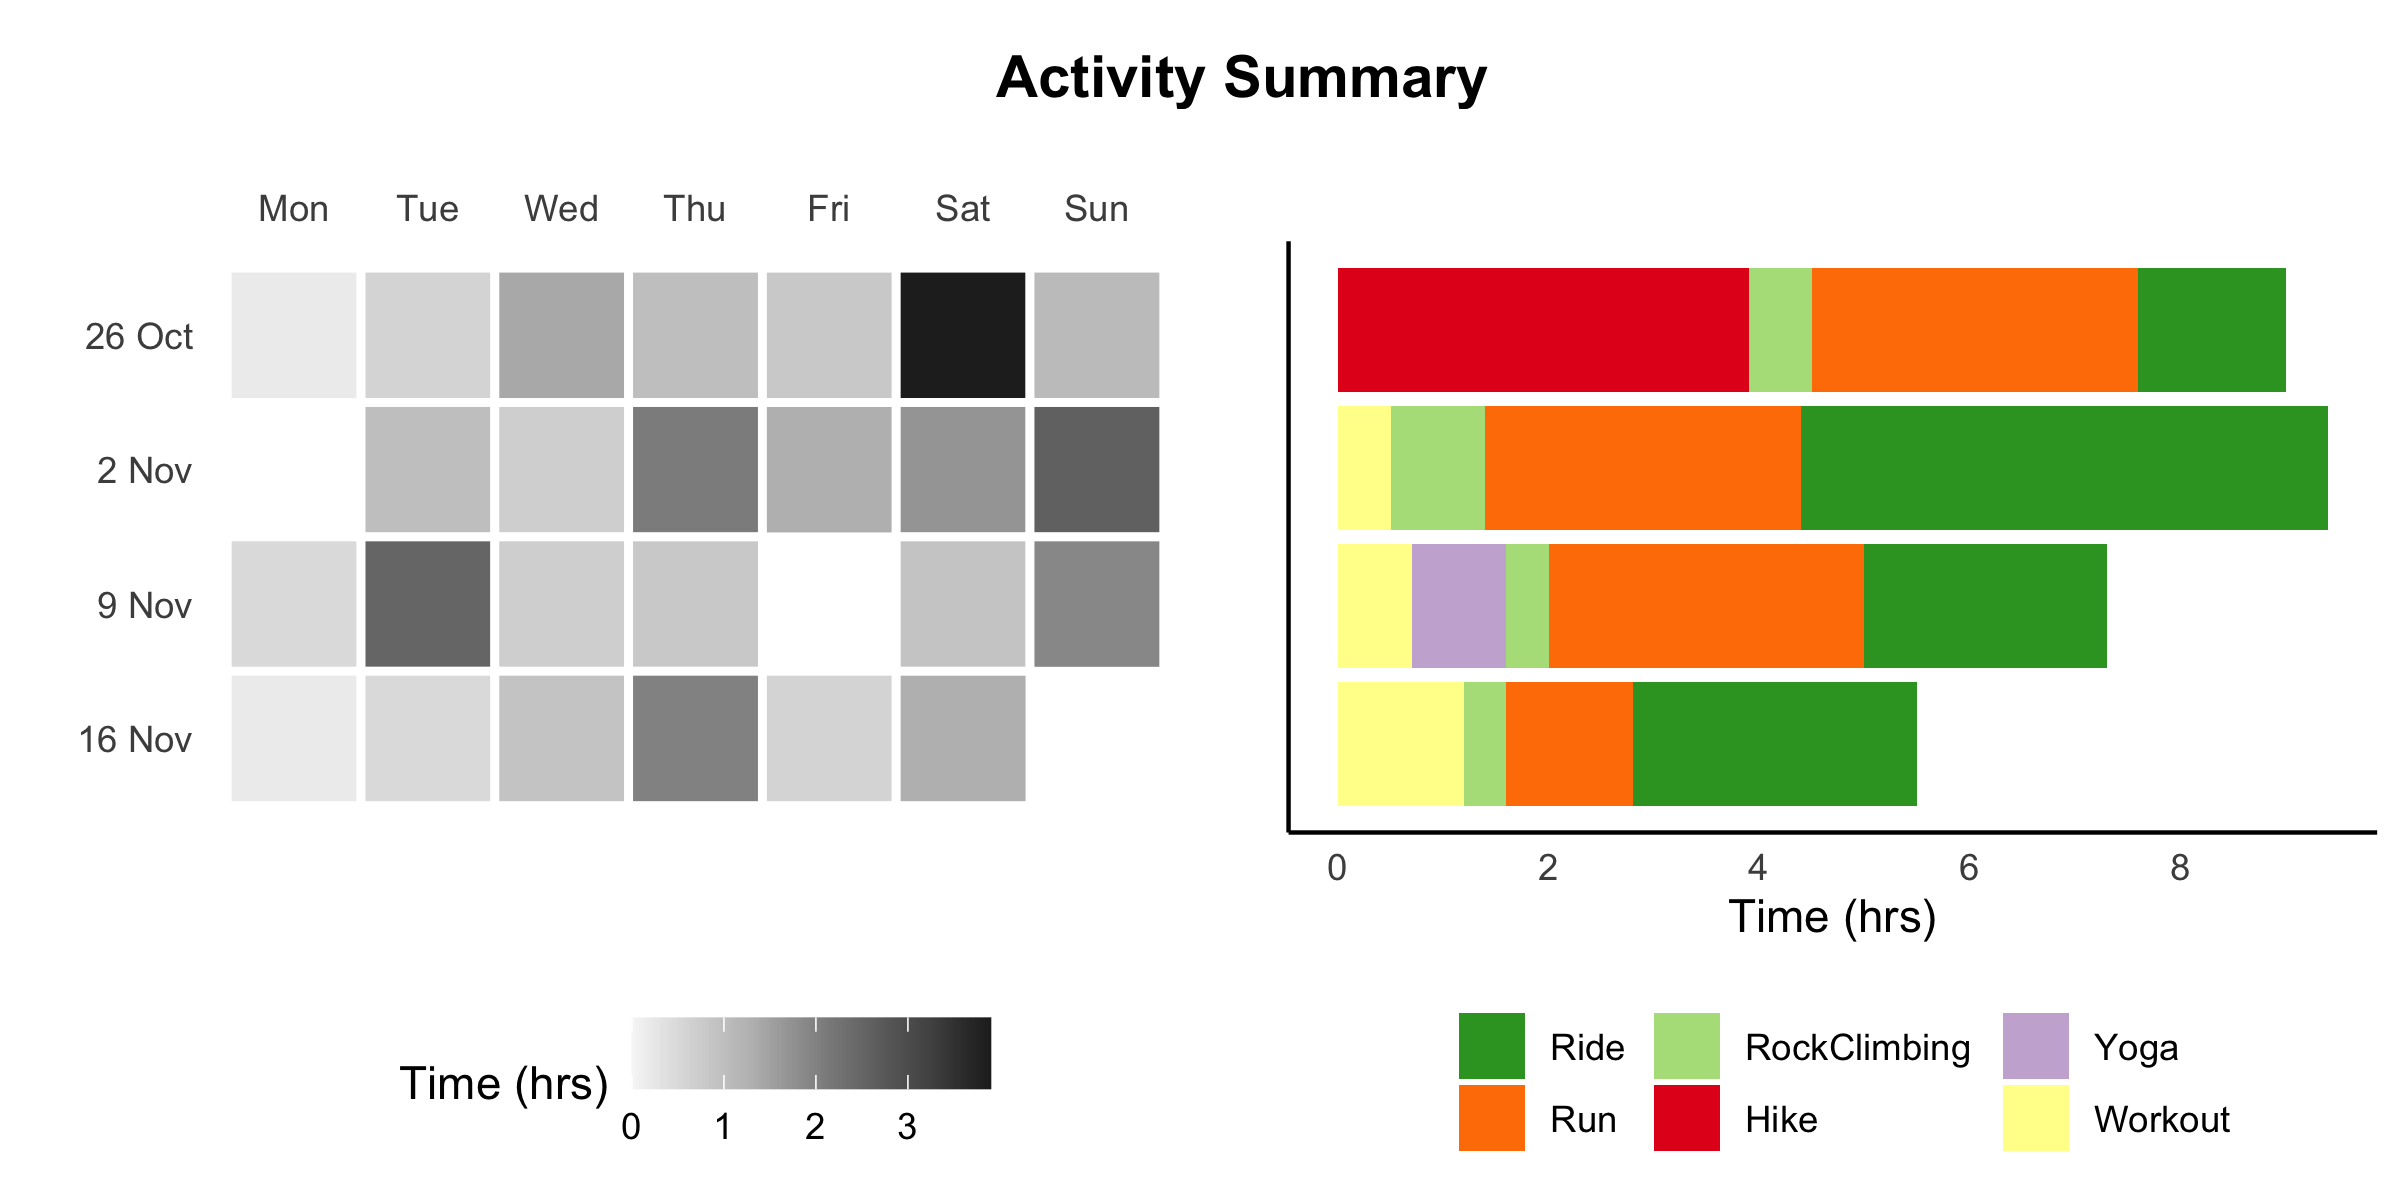 Activity Summary
Mon Tue Wed Thu Fri Sat Sun
26 Oct
2 Nov
9 Nov
16 Nov
0 2 4 6 8
Time (hrs)
Time (hrs)
0 1 2 3
Ride RockClimbing Yoga
Run Hike Workout